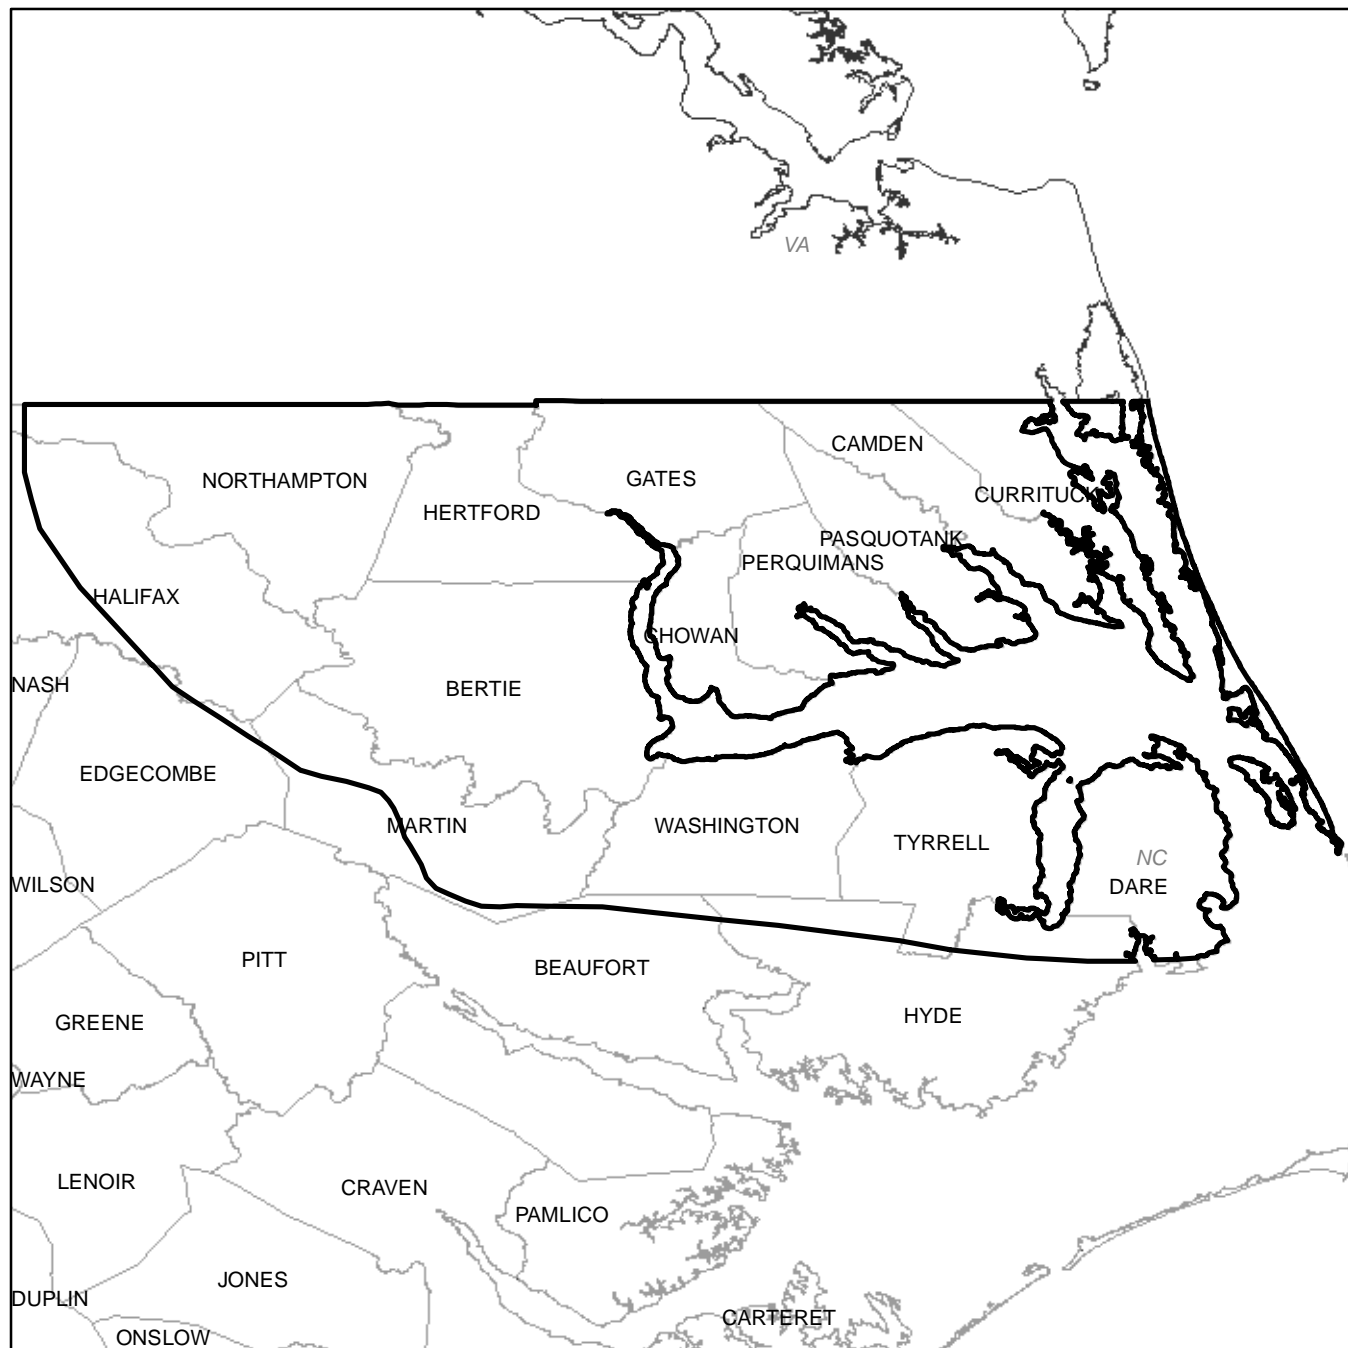 VA
CAMDEN
NORTHAMPTON
GATES
CURRITUCK
HERTFORD
PASQUOTANK
PERQUIMANS
HALIFAX
CHOWAN
NASH
BERTIE
EDGECOMBE
MARTIN
WASHINGTON
TYRRELL
NC
WILSON
DARE
PITT
BEAUFORT
GREENE
HYDE
WAYNE
LENOIR
CRAVEN
PAMLICO
JONES
DUPLIN
CARTERET
ONSLOW